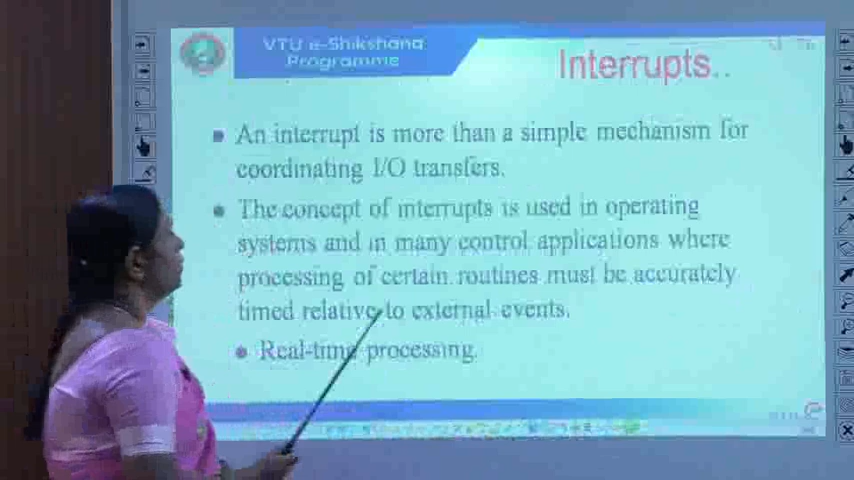 VTU e-Shikshana
Programme
Interrupts..
An interrupt is more than a simple mechanism for
coordinating I/O transfers.
The concept of interrupts is used in operating
systems and in many control applications where
processing of certain routines must be accurately
timed relative to external events.
Real-time processing.